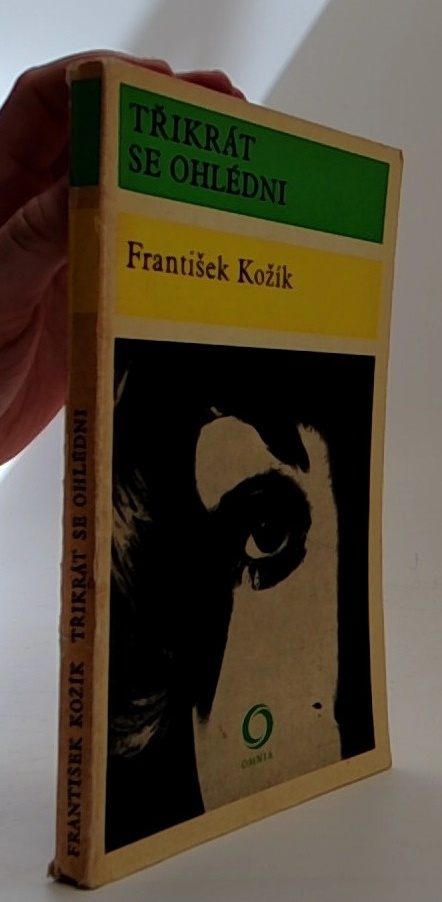 TŘIKRÁT
SE OHLÉDNI
František Kožík
OMNIA
FRANTIŠEK KOŽÍK TŘIKRÁT SE OHLÉDNI